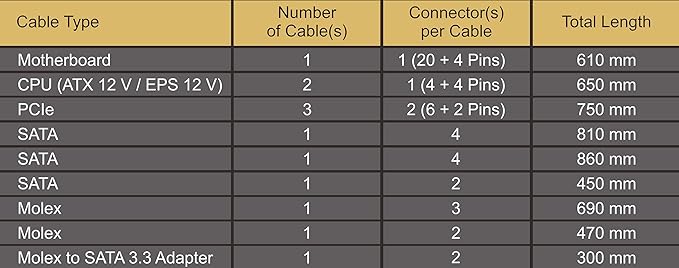 Cable Type Number of Cable(s) Connector(s) per Cable Total Length
Motherboard 1 1 (20 + 4 Pins) 610 mm
CPU (ATX 12 V / EPS 12 V) 2 1 (4 + 4 Pins) 650 mm
PCIe 3 2 (6 + 2 Pins) 750 mm
SATA 1 4 810 mm
SATA 1 4 860 mm
SATA 1 2 450 mm
Molex 1 3 690 mm
Molex 1 2 470 mm
Molex to SATA 3.3 Adapter 1 2 300 mm